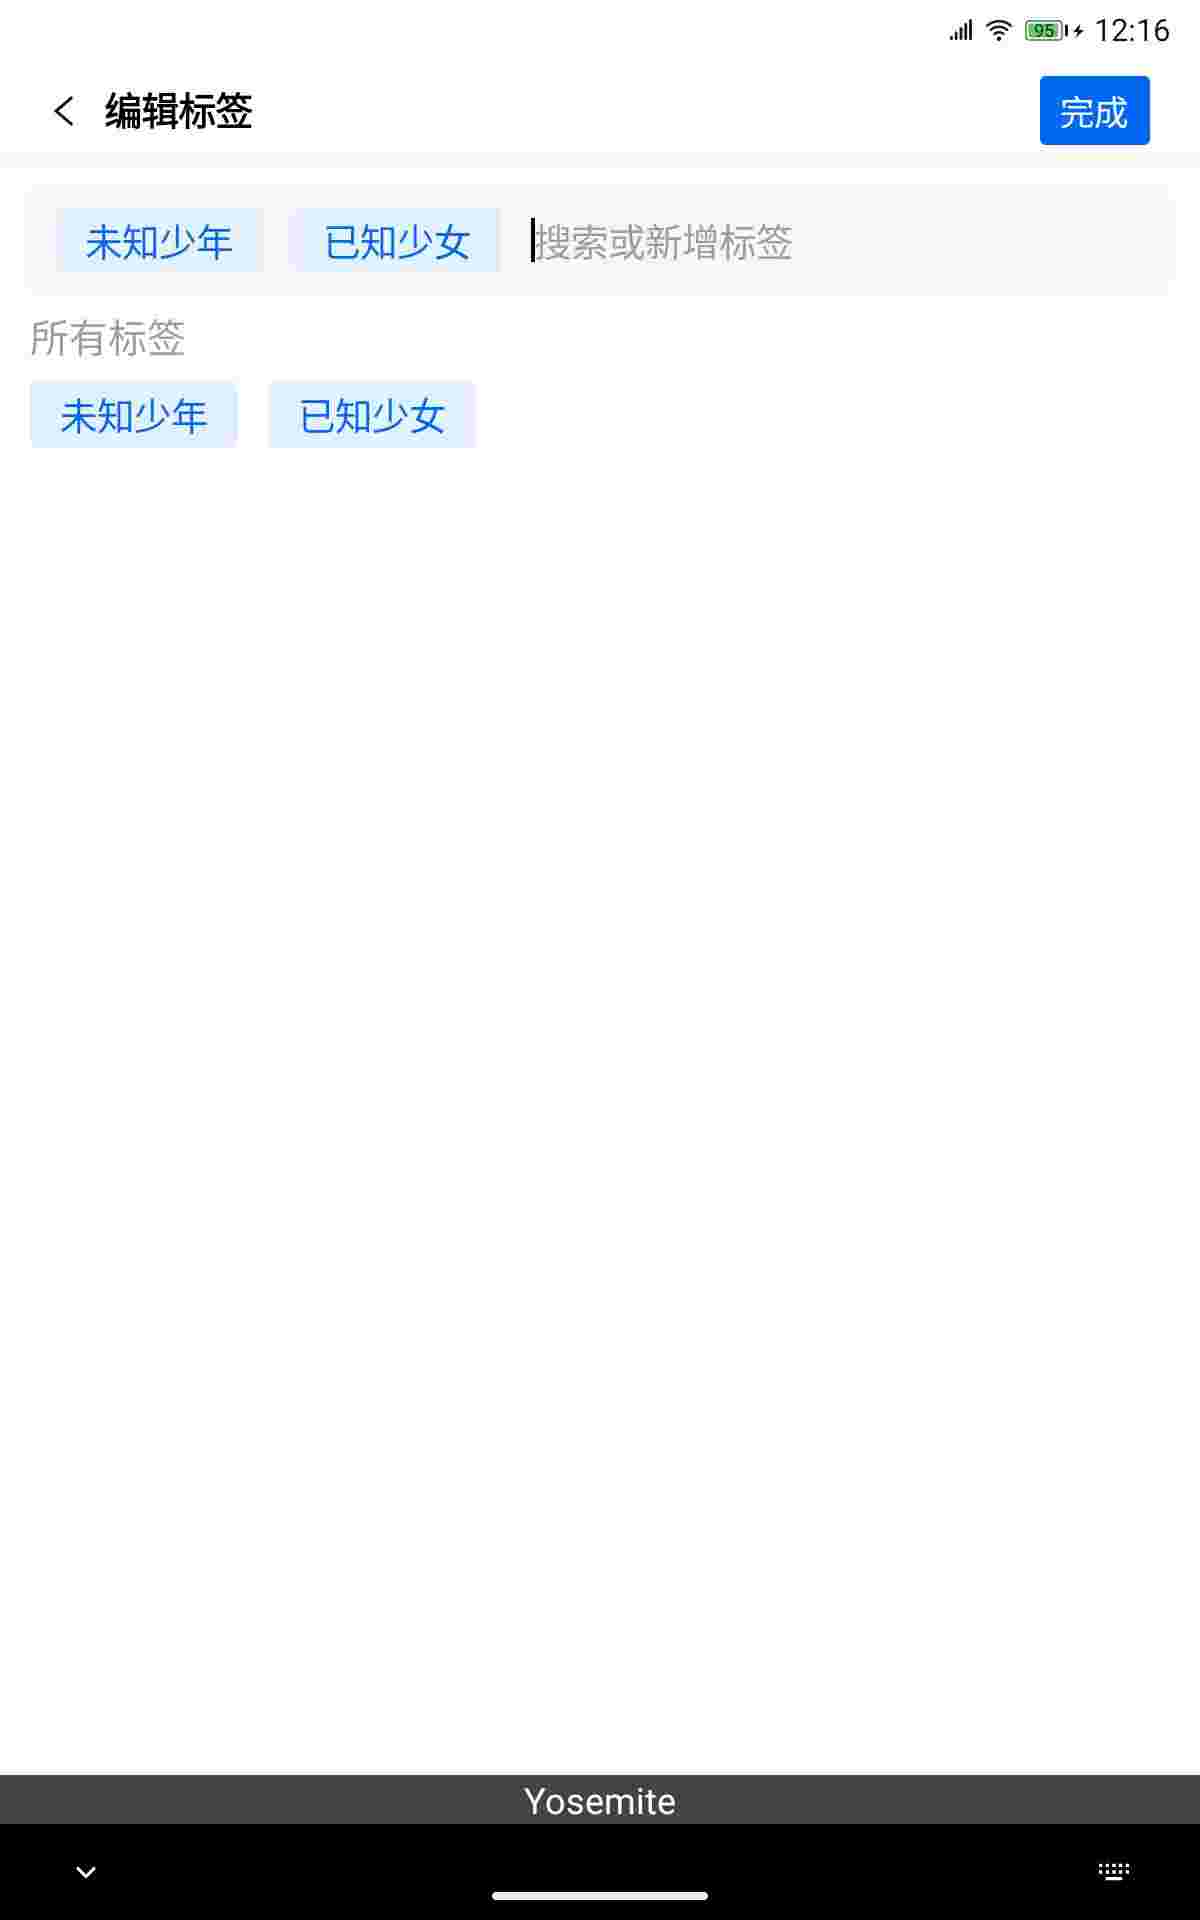 95 12:16
编辑标签 完成
未知少年 已知少女 搜索或新增标签
所有标签
未知少年 已知少女
Yosemite